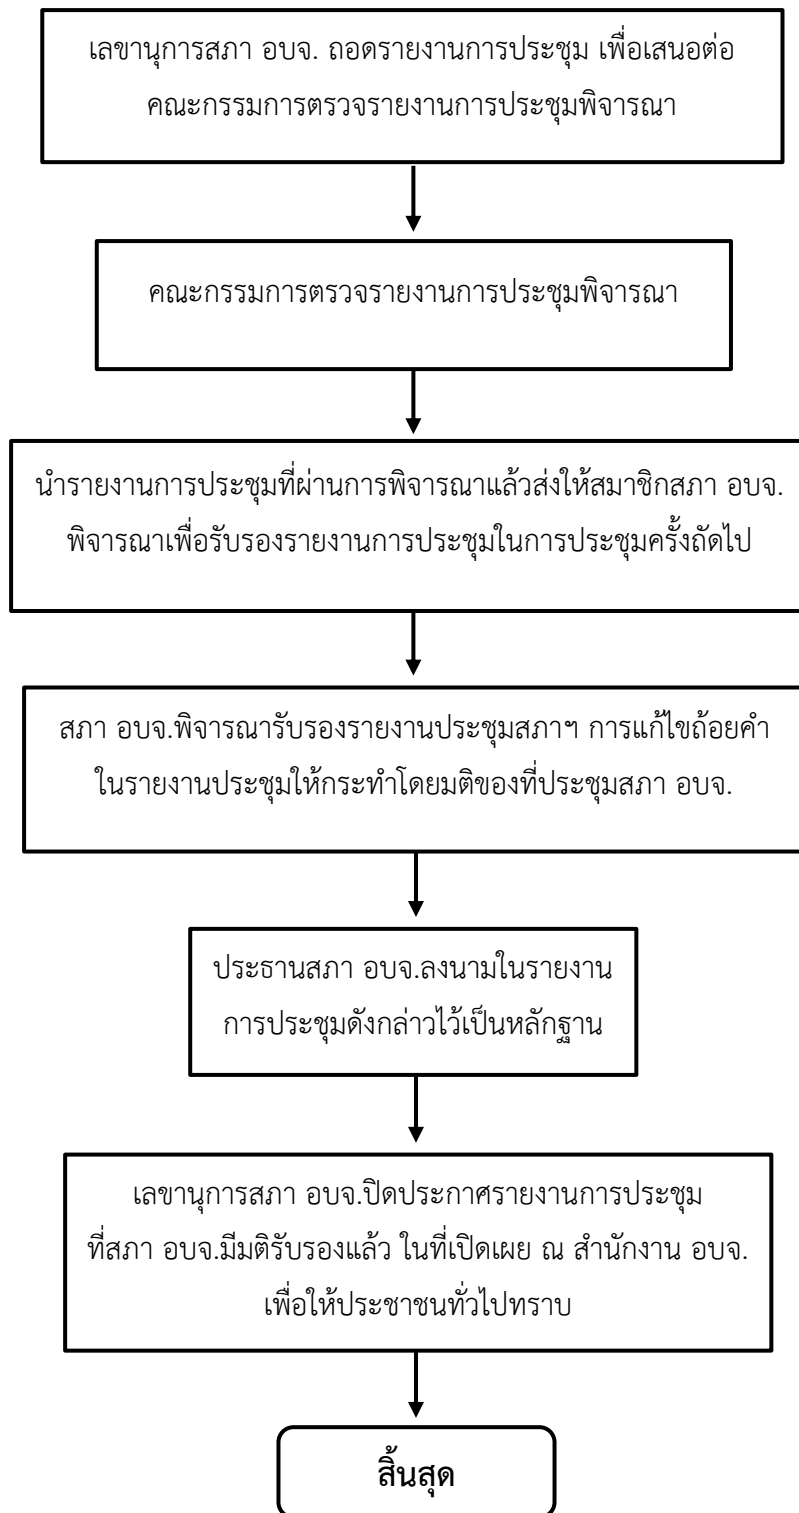 เลขานุการสภา อบจ. ถอดรายงานการประชุม เพื่อเสนอต่อ
คณะกรรมการตรวจรายงานการประชุมพิจารณา
คณะกรรมการตรวจรายงานการประชุมพิจารณา
นำรายงานการประชุมที่ผ่านการพิจารณาแล้วส่งให้สมาชิกสภา อบจ.
พิจารณาเพื่อรับรองรายงานการประชุมในการประชุมครั้งถัดไป
สภา อบจ.พิจารณารับรองรายงานประชุมสภาฯ การแก้ไขถ้อยคำ
ในรายงานประชุมให้กระทำโดยมติของที่ประชุมสภา อบจ.
ประธานสภา อบจ.ลงนามในรายงาน
การประชุมดังกล่าวไว้เป็นหลักฐาน
เลขานุการสภา อบจ.ปิดประกาศรายงานการประชุม
ที่สภา อบจ.มีมติรับรองแล้ว ในที่เปิดเผย ณ สำนักงาน อบจ.
เพื่อให้ประชาชนทั่วไปทราบ
สิ้นสุด